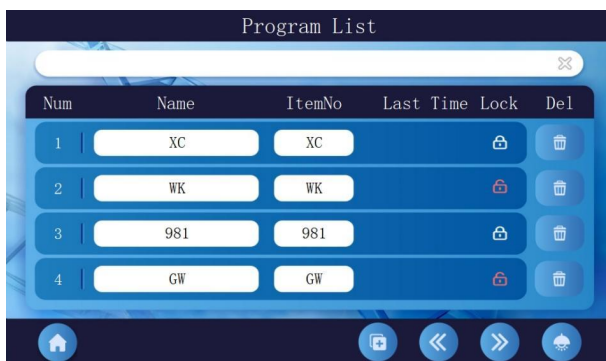 Program List
Num Name ItemNo Last Time Lock Del
1 XC XC
2 WK WK
3 981 981
4 GW GW